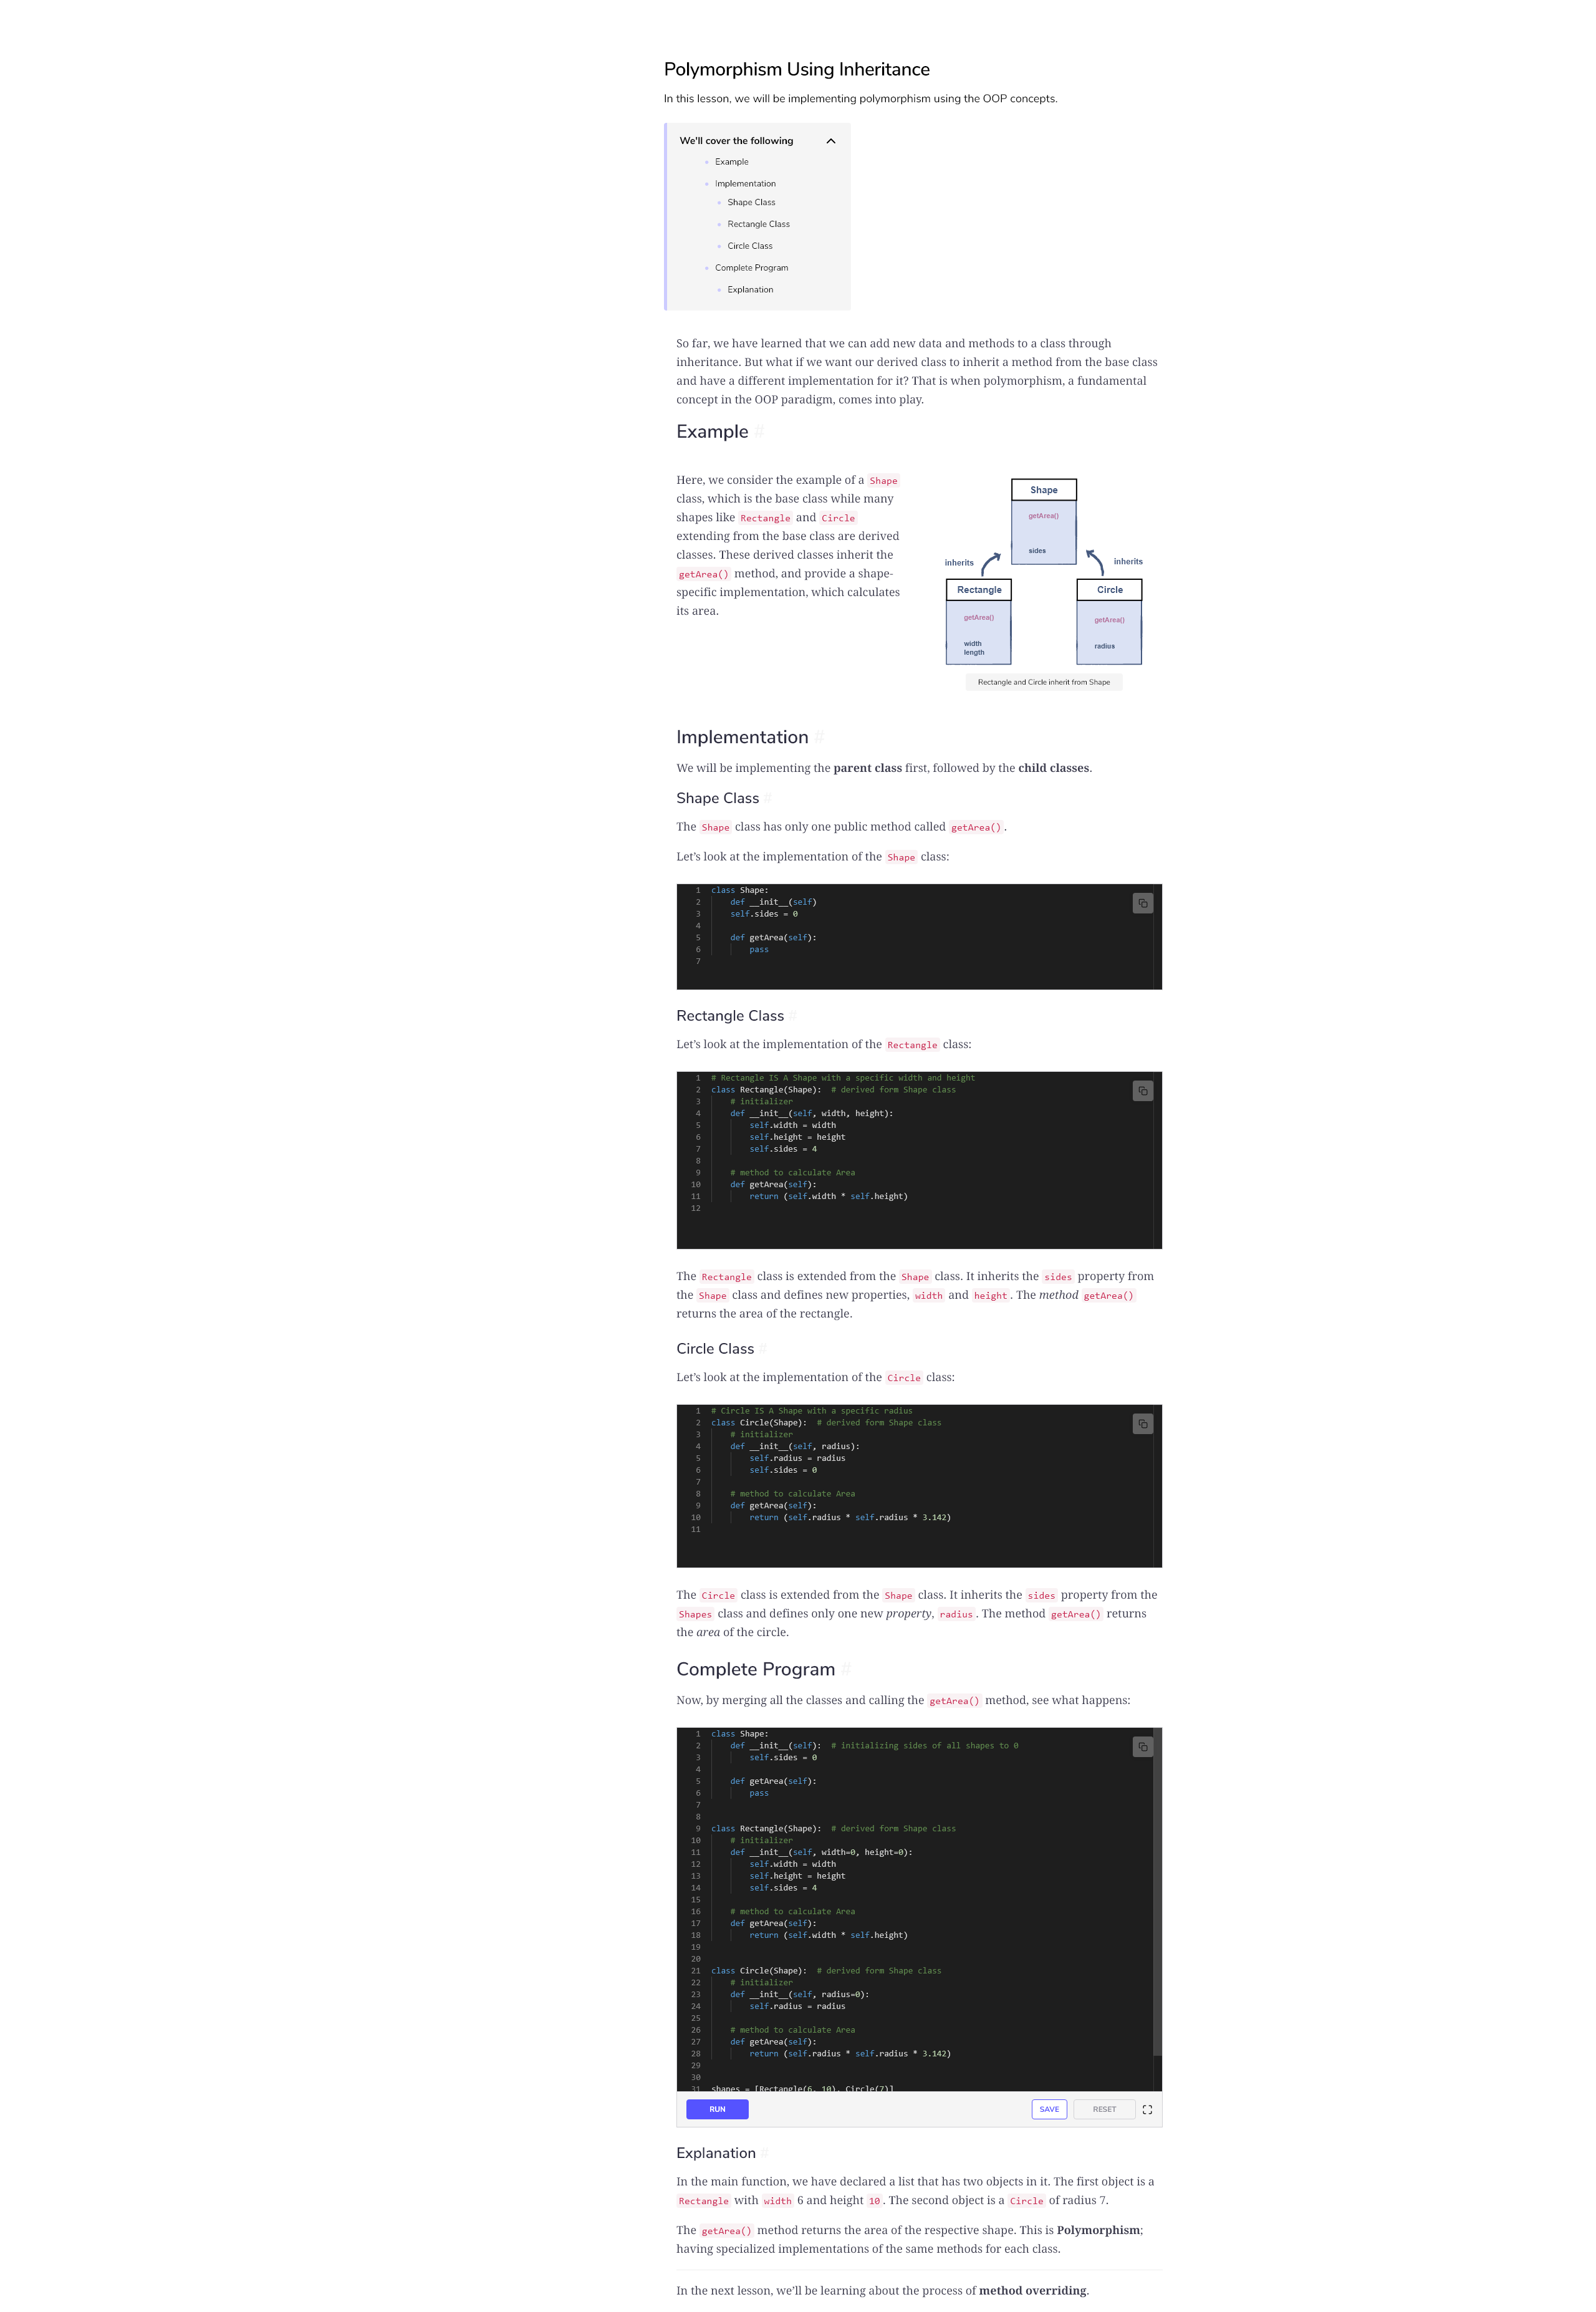 Polymorphism Using Inheritance
In this lesson, we will be implementing polymorphism using the OOP concepts.
We'll cover the following
Example
Implementation
Shape Class
Rectangle Class
Circle Class
Complete Program
Explanation
So far, we have learned that we can add new data and methods to a class through
inheritance. But what if we want our derived class to inherit a method from the base class
and have a different implementation for it? That is when polymorphism, a fundamental
concept in the OOP paradigm, comes into play.
Example #
Here, we consider the example of a Shape
class, which is the base class while many
shapes like Rectangle and Circle
extending from the base class are derived
classes. These derived classes inherit the
getArea() method, and provide a shape-
specific implementation, which calculates
its area.
Shape
getArea()
sides
inherits
inherits
Rectangle
getArea()
width
length
Circle
getArea()
radius
Rectangle and Circle inherit from Shape
Implementation #
We will be implementing the parent class first, followed by the child classes.
Shape Class #
The Shape class has only one public method called getArea().
Let's look at the implementation of the Shape class:
1 class Shape:
2     def __init__(self)
3     self.sides = 0
4
5     def getArea(self):
6         pass
7
Rectangle Class #
Let's look at the implementation of the Rectangle class:
1 # Rectangle IS A Shape with a specific width and height
2 class Rectangle(Shape):  # derived form Shape class
3     # initializer
4     def __init__(self, width, height):
5         self.width = width
6         self.height = height
7         self.sides = 4
8
9     # method to calculate Area
10     def getArea(self):
11         return (self.width * self.height)
12
The Rectangle class is extended from the Shape class. It inherits the sides property from
the Shape class and defines new properties, width and height. The method getArea()
returns the area of the rectangle.
Circle Class #
Let's look at the implementation of the Circle class:
1 # Circle IS A Shape with a specific radius
2 class Circle(Shape):  # derived form Shape class
3     # initializer
4     def __init__(self, radius):
5         self.radius = radius
6         self.sides = 0
7
8     # method to calculate Area
9     def getArea(self):
10         return (self.radius * self.radius * 3.142)
11
The Circle class is extended from the Shape class. It inherits the sides property from the
Shapes class and defines only one new property, radius. The method getArea() returns
the area of the circle.
Complete Program #
Now, by merging all the classes and calling the getArea() method, see what happens:
1 class Shape:
2     def __init__(self):  # initializing sides of all shapes to 0
3         self.sides = 0
4
5     def getArea(self):
6         pass
7
8
9 class Rectangle(Shape):  # derived form Shape class
10     # initializer
11     def __init__(self, width=0, height=0):
12         self.width = width
13         self.height = height
14         self.sides = 4
15
16     # method to calculate Area
17     def getArea(self):
18         return (self.width * self.height)
19
20
21 class Circle(Shape):  # derived form Shape class
22     # initializer
23     def __init__(self, radius=0):
24         self.radius = radius
25
26     # method to calculate Area
27     def getArea(self):
28         return (self.radius * self.radius * 3.142)
29
30
31 shapes = [Rectangle(6, 10), Circle(7)]
RUN
SAVE
RESET
Explanation #
In the main function, we have declared a list that has two objects in it. The first object is a
Rectangle with width 6 and height 10. The second object is a Circle of radius 7.
The getArea() method returns the area of the respective shape. This is Polymorphism;
having specialized implementations of the same methods for each class.
In the next lesson, we'll be learning about the process of method overriding.